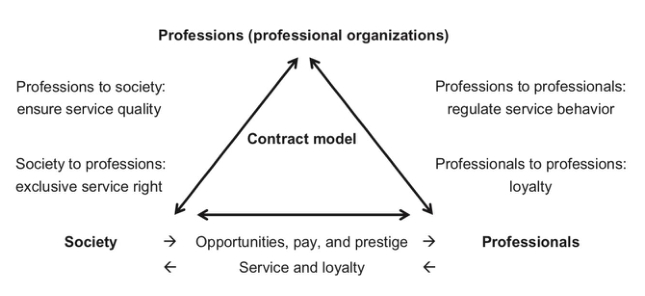 Professions (professional organizations)
Professions to society:
ensure service quality
Professions to professionals:
regulate service behavior
Contract model
Society to professions:
exclusive service right
Professionals to professions:
loyalty
Society → Opportunities, pay, and prestige → Professionals
← Service and loyalty ←